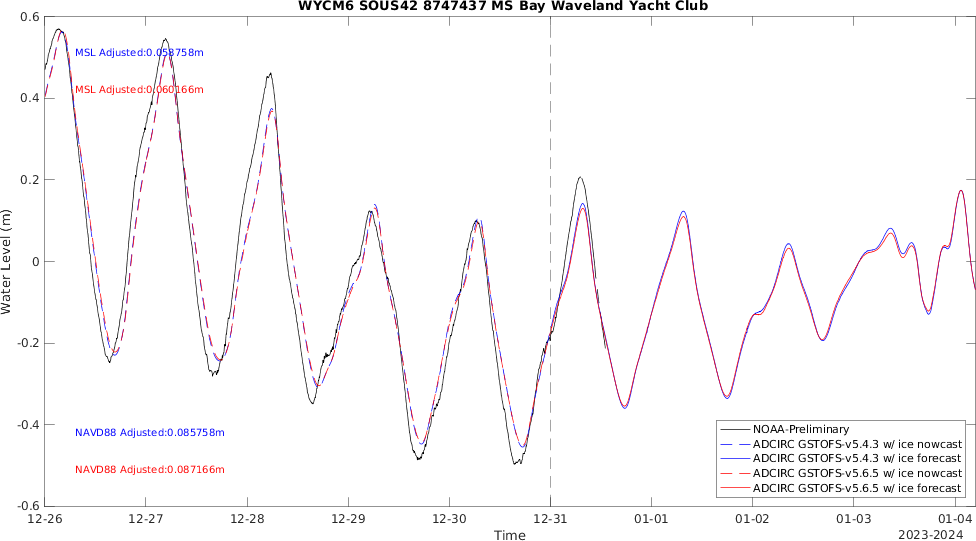 WYCM6 SOUS42 8747437 MS Bay Waveland Yacht Club
Water Level (m)
0.6
0.4
0.2
0
-0.2
-0.4
-0.6
MSL Adjusted:0.058758m
MSL Adjusted:0.060166m
NAVD88 Adjusted:0.085758m
NAVD88 Adjusted:0.087166m
NOAA-Preliminary
ADCIRC GSTOFS-v5.4.3 w/ ice nowcast
ADCIRC GSTOFS-v5.4.3 w/ ice forecast
ADCIRC GSTOFS-v5.6.5 w/ ice nowcast
ADCIRC GSTOFS-v5.6.5 w/ ice forecast
12-26 12-27 12-28 12-29 12-30 12-31 01-01 01-02 01-03 01-04
Time
2023-2024